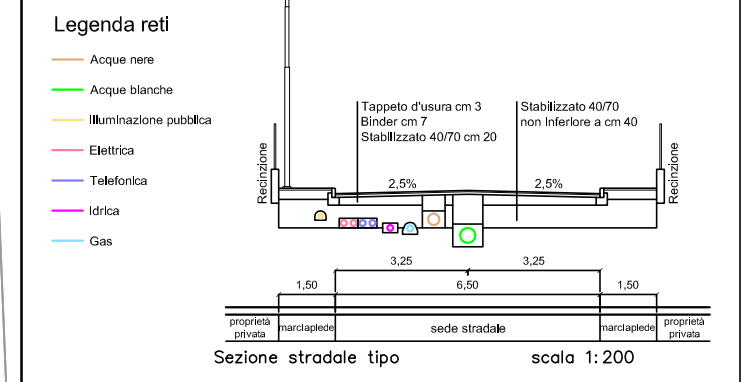 Legenda reti
Acque nere
Acque blanche
Illuminazione pubblica
Elettrica
Telefonica
Idrica
Gas
Tappeto d'usura cm 3
Binder cm 7
Stabilizzato 40/70 cm 20
Stabilizzato 40/70
non inferiore a cm 40
Recinzione
Recinzione
2,5%
2,5%
3,25
3,25
1,50
6,50
1,50
proprietà
privata
marciapiede
sede stradale
marciapiede
proprietà
privata
Sezione stradale tipo
scala 1:200